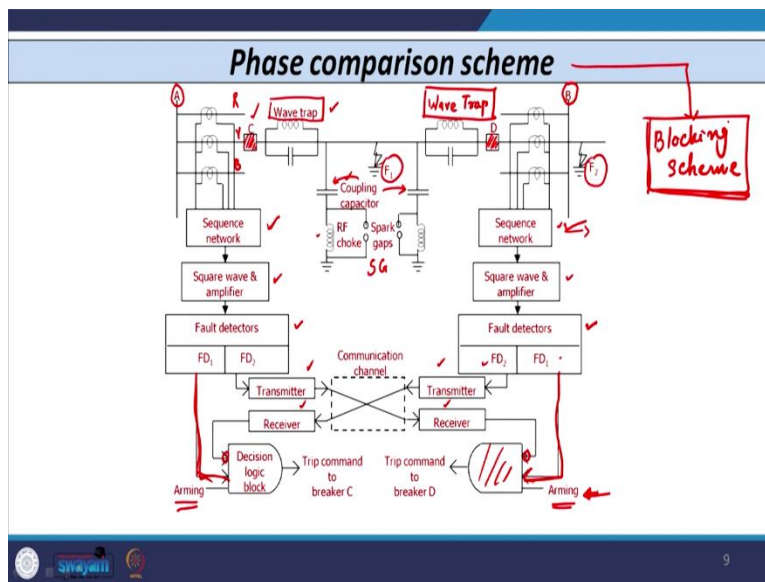 Phase comparison scheme
A
R
Wave trap
Wave Trap
B
Y
C
D
Blocking
scheme
B
F1
F2
Coupling
capacitor
Sequence
network
RF
choke
Spark
gaps
Sequence
network
SG
Square wave &
amplifier
Square wave &
amplifier
Fault detectors
Fault detectors
FD1
FD2
Communication
channel
FD2
FD1
Transmitter
Transmitter
Receiver
Receiver
Decision
logic
block
Trip command
to breaker C
Trip command
to breaker D
Arming
Arming
swayam
9